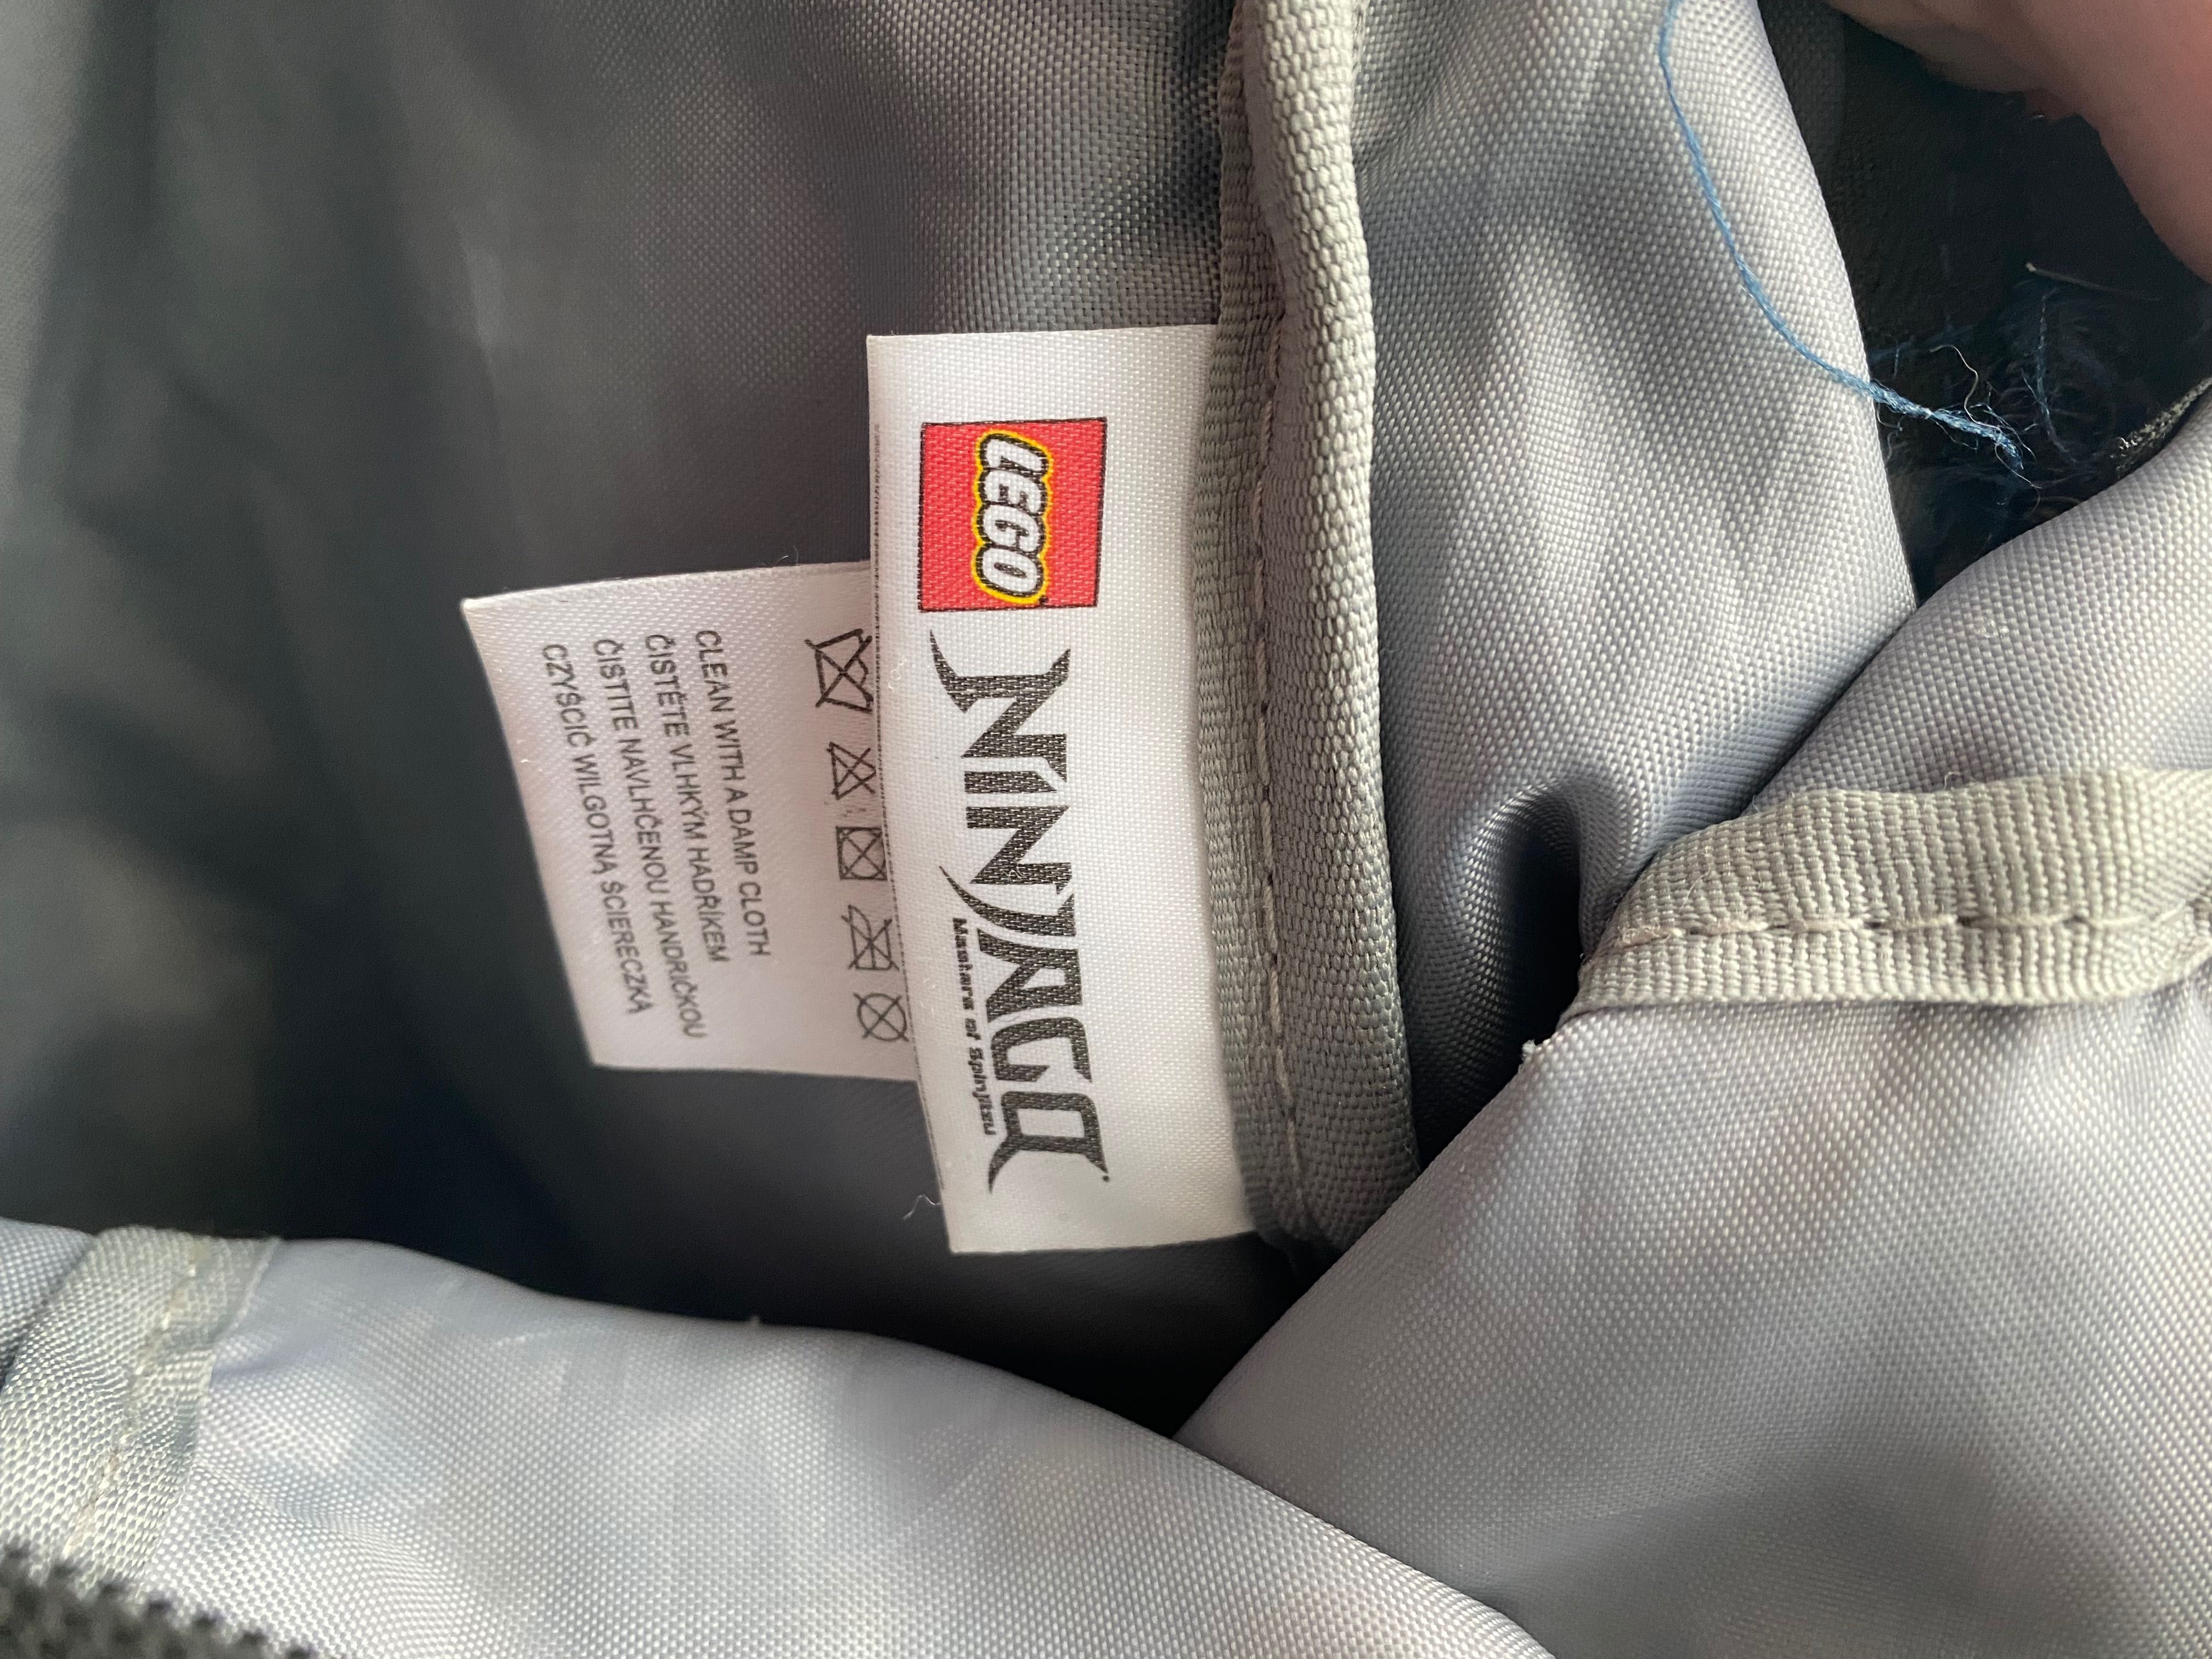 LEGO
NINJAGO
Masters of Spinjitzu
CLEAN WITH A DAMP CLOTH
ČISTĚTE VLHKÝM HADŘÍKEM
ČISTITE NAVLHČENOU HANDRIČKOU
CZYŚCIĆ WILGOTNĄ ŚCIERECZKĄ